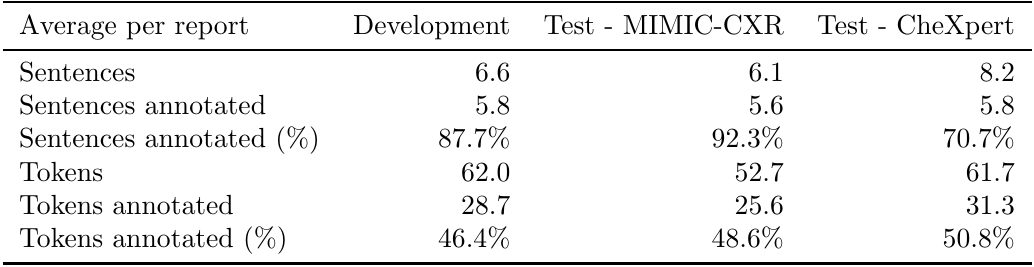 Average per report Development Test - MIMIC-CXR Test - CheXpert
Sentences 6.6 6.1 8.2
Sentences annotated 5.8 5.6 5.8
Sentences annotated (%) 87.7% 92.3% 70.7%
Tokens 62.0 52.7 61.7
Tokens annotated 28.7 25.6 31.3
Tokens annotated (%) 46.4% 48.6% 50.8%